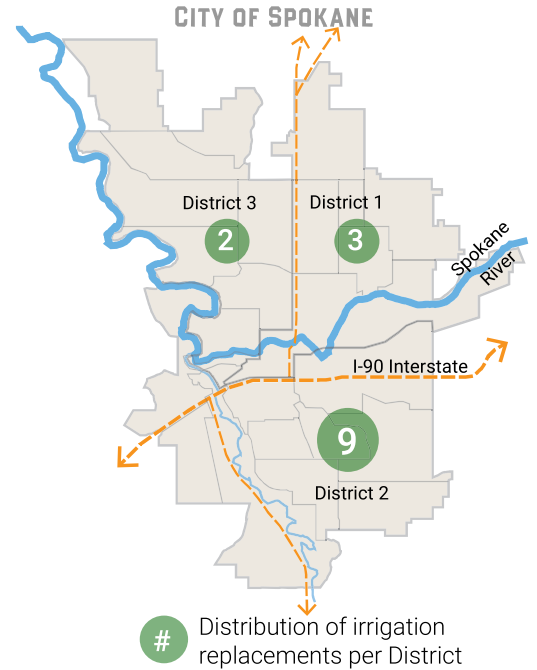 CITY OF SPOKANE
District 3
District 1
2
3
Spokane
River
I-90 Interstate
9
District 2
#
Distribution of irrigation
replacements per District